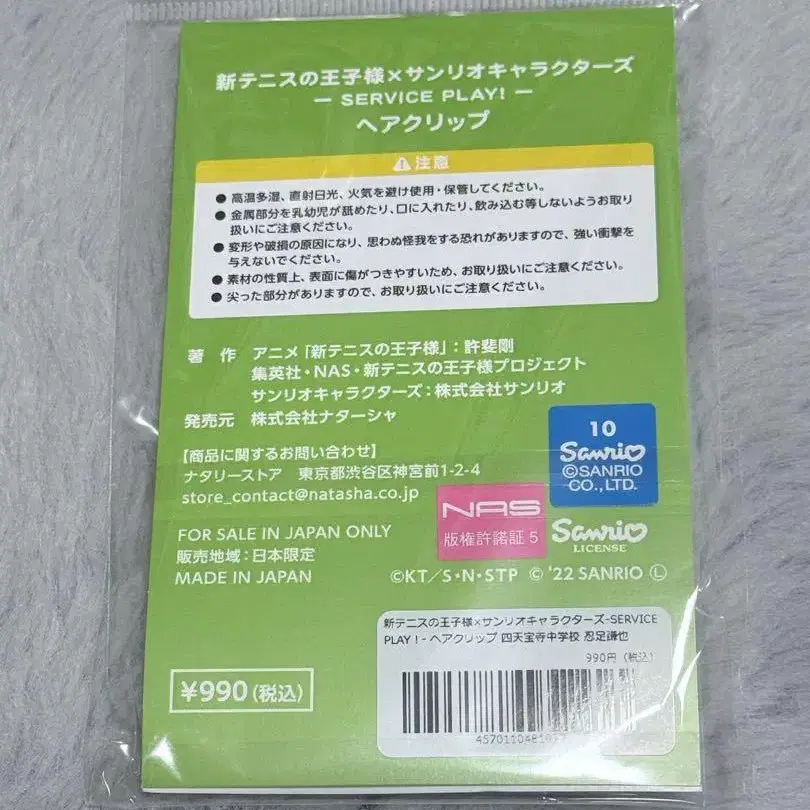 新テニスの王子様×サンリオキャラクターズ
— SERVICE PLAY! —
ヘアクリップ
注意
● 高温多湿、直射日光、火気を避け使用・保管してください。
● 金属部分を乳幼児が舐めたり、口に入れたり、飲み込む等しないようお取り
扱いにご注意ください。
● 変形や破損の原因になり、思わぬ怪我をする恐れがありますので、強い衝撃を
与えないでください。
● 素材の性質上、表面に傷がつきやすいため、お取り扱いにご注意ください。
● 尖った部分がありますので、お取り扱いにご注意ください。
著 作 アニメ「新テニスの王子様」：許斐剛
集英社・NAS・新テニスの王子様プロジェクト
サンリオキャラクターズ：株式会社サンリオ
発売元 株式会社ナターシャ
【商品に関するお問い合わせ】
ナタリーストア 東京都渋谷区神宮前1-2-4
store_contact@natasha.co.jp
10
Sanrio
©SANRIO
CO.,LTD.
NAS
版権許諾証 5
Sanrio
LICENSE
FOR SALE IN JAPAN ONLY
販売地域：日本限定
MADE IN JAPAN
©KT／S・N・STP © '22 SANRIO Ⓛ
新テニスの王子様×サンリオキャラクターズ-SERVICE
PLAY！- ヘアクリップ 四天宝寺中学校 忍足謙也
990円（税込）
¥990（税込）